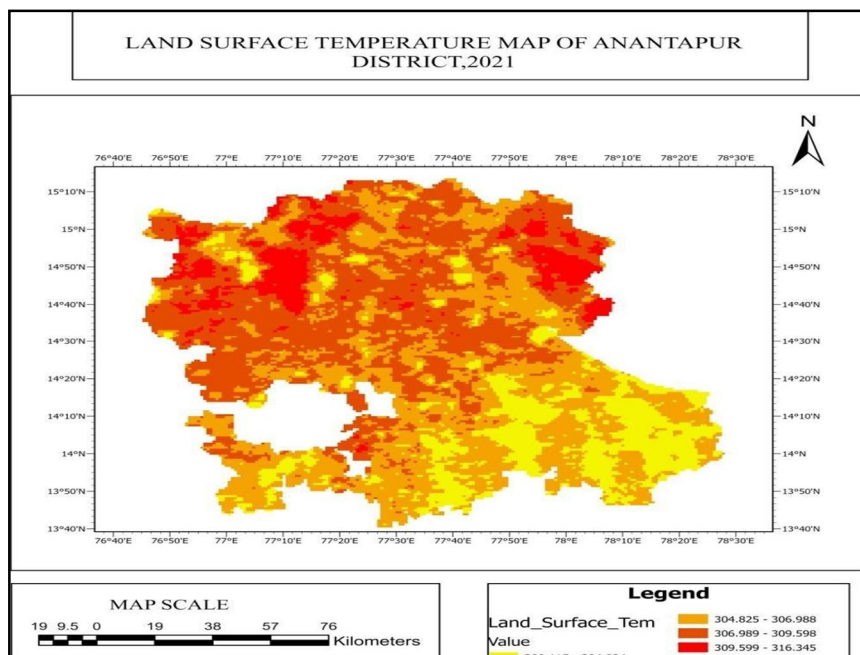 LAND SURFACE TEMPERATURE MAP OF ANANTAPUR
DISTRICT,2021
N
76°40'E 76°50'E 77°E 77°10'E 77°20'E 77°30'E 77°40'E 77°50'E 78°E 78°10'E 78°20'E 78°30'E
15°10'N 15°10'N
15°N 15°N
14°50'N 14°50'N
14°40'N 14°40'N
14°30'N 14°30'N
14°20'N 14°20'N
14°10'N 14°10'N
14°N 14°N
13°50'N 13°50'N
13°40'N 13°40'N
76°40'E 76°50'E 77°E 77°10'E 77°20'E 77°30'E 77°40'E 77°50'E 78°E 78°10'E 78°20'E 78°30'E
MAP SCALE
19 9.5 0 19 38 57 76
Kilometers
Legend
Land_Surface_Tem
Value
304.825 - 306.988
306.989 - 309.598
309.599 - 316.345